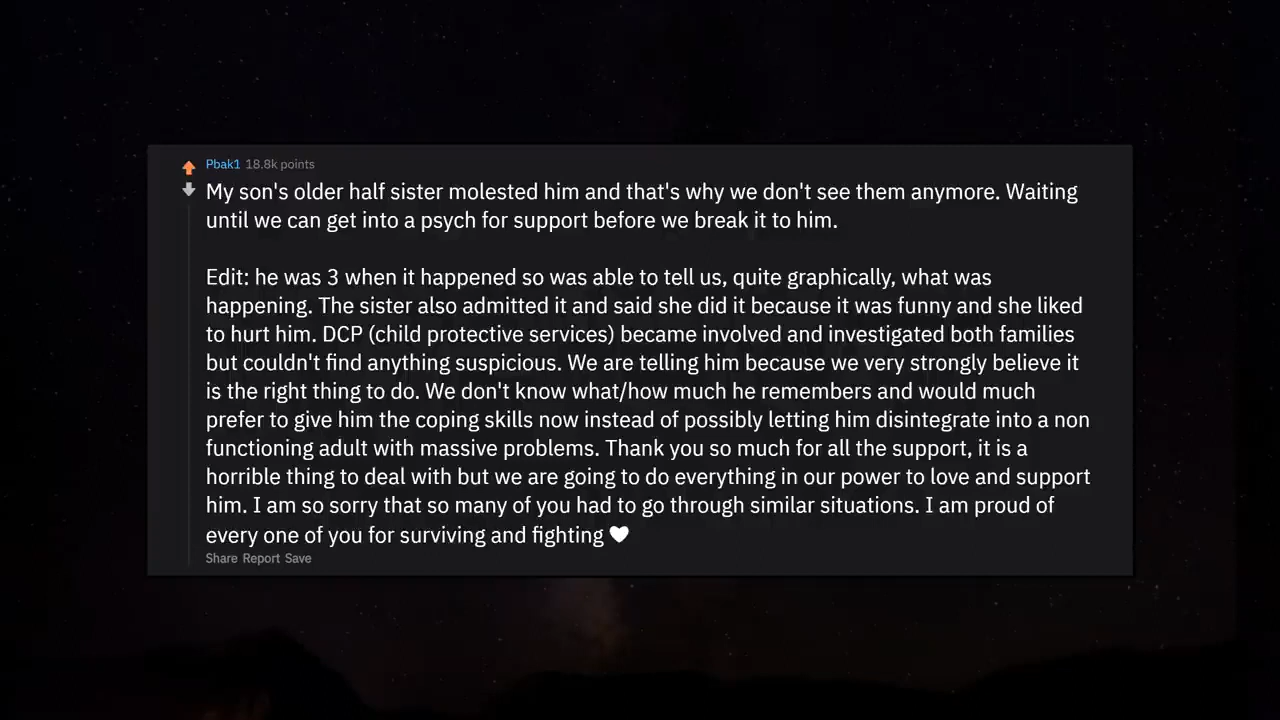 Pbak1 18.8k points
My son's older half sister molested him and that's why we don't see them anymore. Waiting
until we can get into a psych for support before we break it to him.
Edit: he was 3 when it happened so was able to tell us, quite graphically, what was
happening. The sister also admitted it and said she did it because it was funny and she liked
to hurt him. DCP (child protective services) became involved and investigated both families
but couldn't find anything suspicious. We are telling him because we very strongly believe it
is the right thing to do. We don't know what/how much he remembers and would much
prefer to give him the coping skills now instead of possibly letting him disintegrate into a non
functioning adult with massive problems. Thank you so much for all the support, it is a
horrible thing to deal with but we are going to do everything in our power to love and support
him. I am so sorry that so many of you had to go through similar situations. I am proud of
every one of you for surviving and fighting ♥
Share Report Save